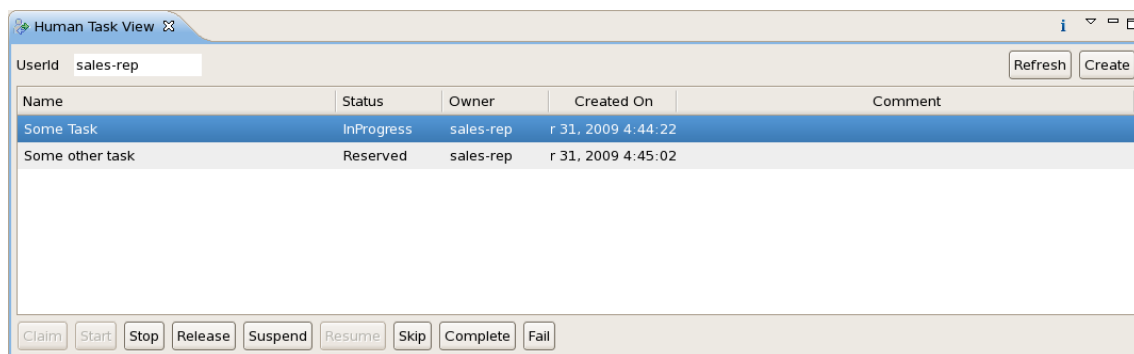 Human Task View
UserId sales-rep Refresh Create
Name Status Owner Created On Comment
Some Task InProgress sales-rep r 31, 2009 4:44:22
Some other task Reserved sales-rep r 31, 2009 4:45:02
Claim Start Stop Release Suspend Resume Skip Complete Fail